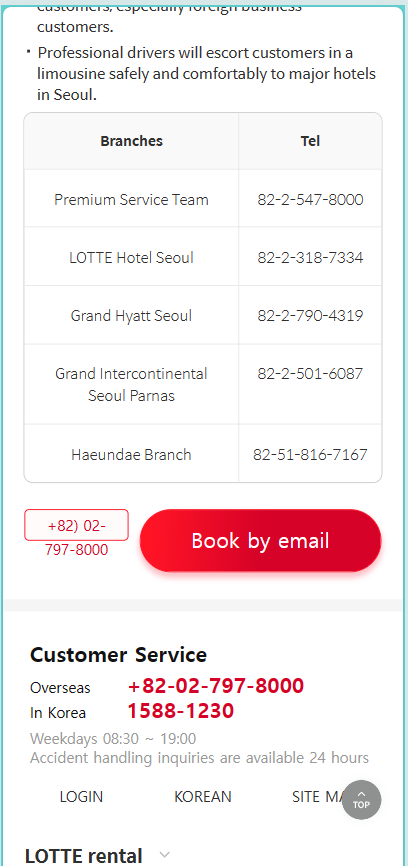 customers, especially foreign business
customers.
· Professional drivers will escort customers in a
limousine safely and comfortably to major hotels
in Seoul.
Branches Tel
Premium Service Team 82-2-547-8000
LOTTE Hotel Seoul 82-2-318-7334
Grand Hyatt Seoul 82-2-790-4319
Grand Intercontinental 82-2-501-6087
Seoul Parnas
Haeundae Branch 82-51-816-7167
+82) 02-
797-8000
Book by email
Customer Service
Overseas +82-02-797-8000
In Korea 1588-1230
Weekdays 08:30 ~ 19:00
Accident handling inquiries are available 24 hours
LOGIN KOREAN SITE MA
TOP
LOTTE rental